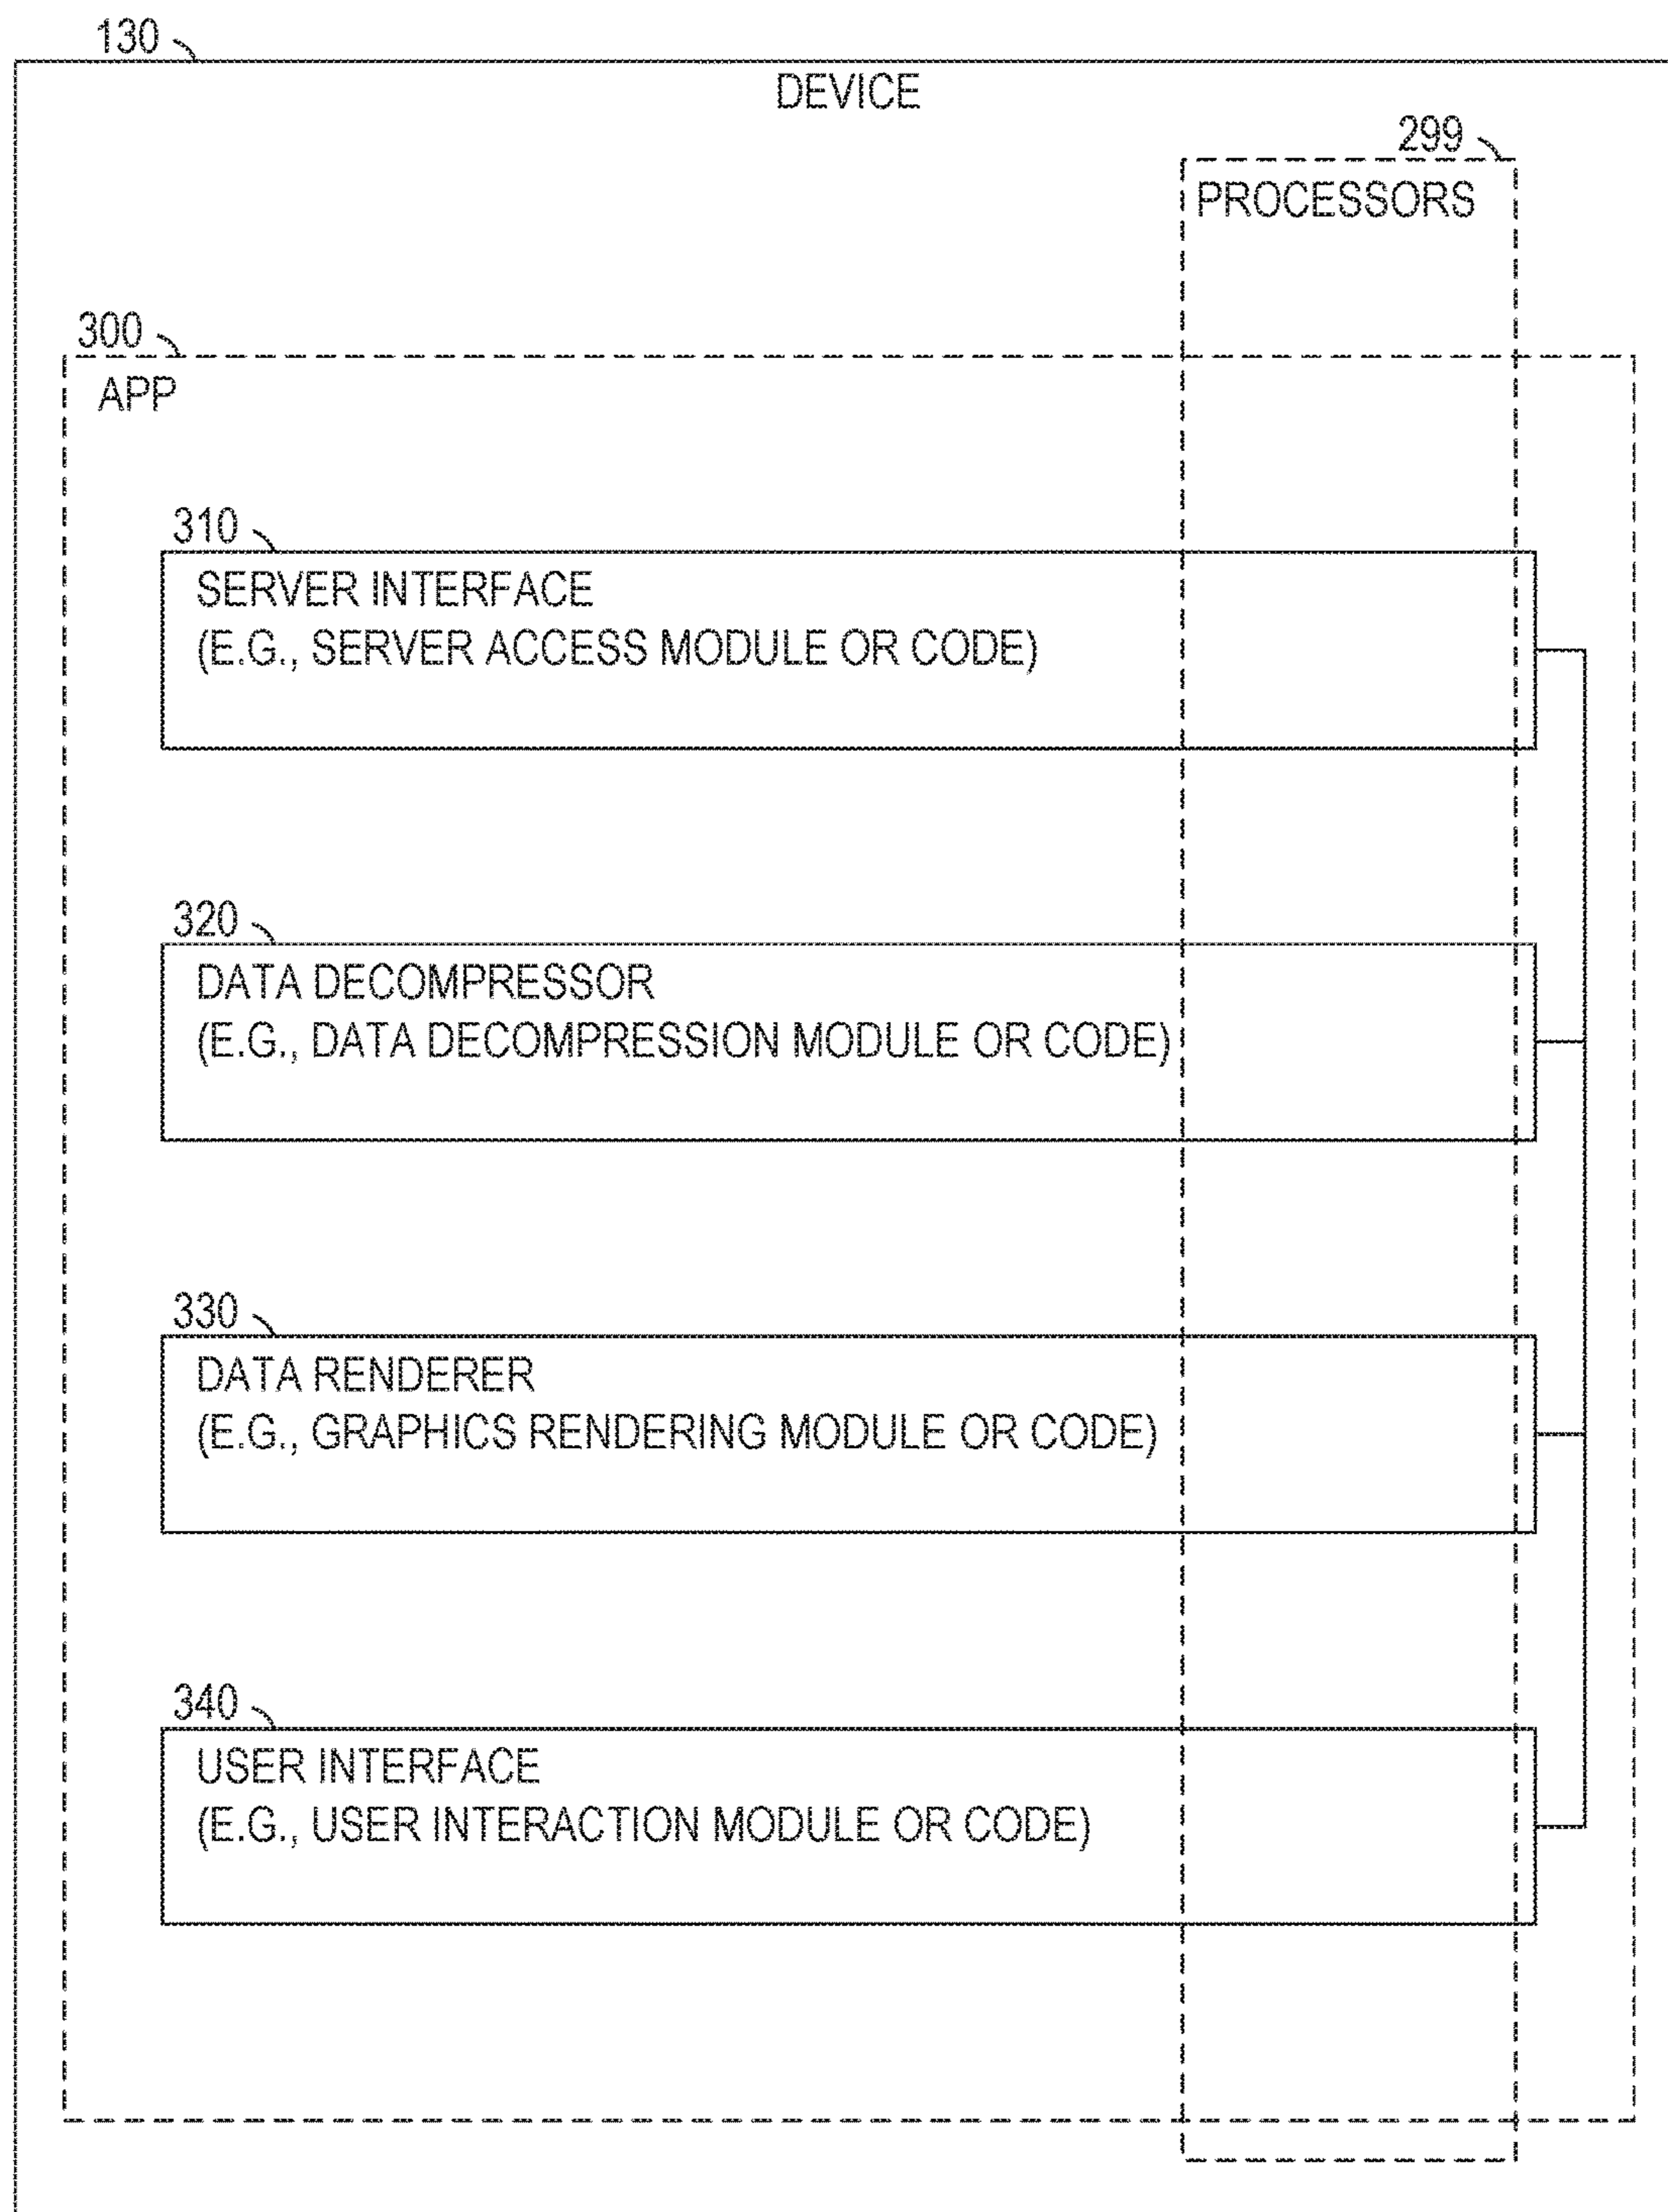 130
DEVICE
299
PROCESSORS
300
APP
310
SERVER INTERFACE
(E.G., SERVER ACCESS MODULE OR CODE)
320
DATA DECOMPRESSOR
(E.G., DATA DECOMPRESSION MODULE OR CODE)
330
DATA RENDERER
(E.G., GRAPHICS RENDERING MODULE OR CODE)
340
USER INTERFACE
(E.G., USER INTERACTION MODULE OR CODE)